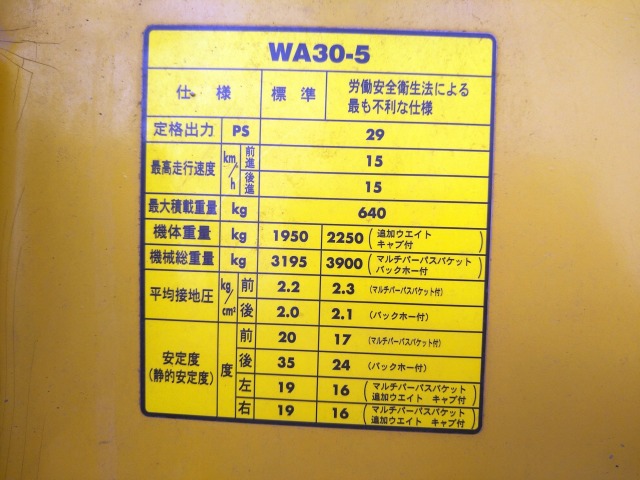 WA30-5
仕様 標準 労働安全衛生法による
最も不利な仕様
定格出力 PS 29
最高走行速度 km/h 前進 15
後進 15
最大積載重量 kg 640
機体重量 kg 1950 2250 (追加ウエイト
キャブ付)
機械総重量 kg 3195 3900 (マルチパーパスバケット
バックホー付)
平均接地圧 kg/cm² 前 2.2 2.3 (マルチパーパスバケット付)
後 2.0 2.1 (バックホー付)
安定度
(静的安定度) 度 前 20 17 (マルチパーパスバケット付)
後 35 24 (バックホー付)
左 19 16 (マルチパーパスバケット
追加ウエイト キャブ付)
右 19 16 (マルチパーパスバケット
追加ウエイト キャブ付)